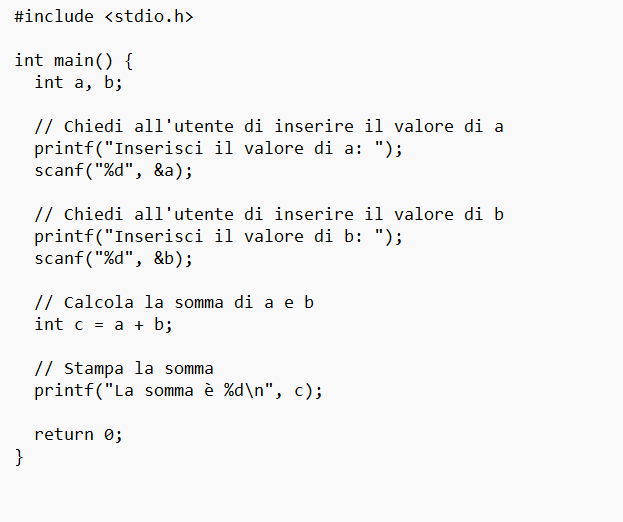 #include <stdio.h>
int main() {
  int a, b;
  // Chiedi all'utente di inserire il valore di a
  printf("Inserisci il valore di a: ");
  scanf("%d", &a);
  // Chiedi all'utente di inserire il valore di b
  printf("Inserisci il valore di b: ");
  scanf("%d", &b);
  // Calcola la somma di a e b
  int c = a + b;
  // Stampa la somma
  printf("La somma è %d\n", c);
  return 0;
}